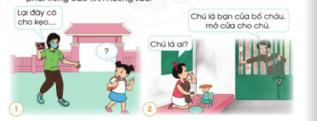 Lại đây cô
cho kẹo...
?
Chú là ai?
Chú là bạn của bố cháu,
mở cửa cho chú.
1
2